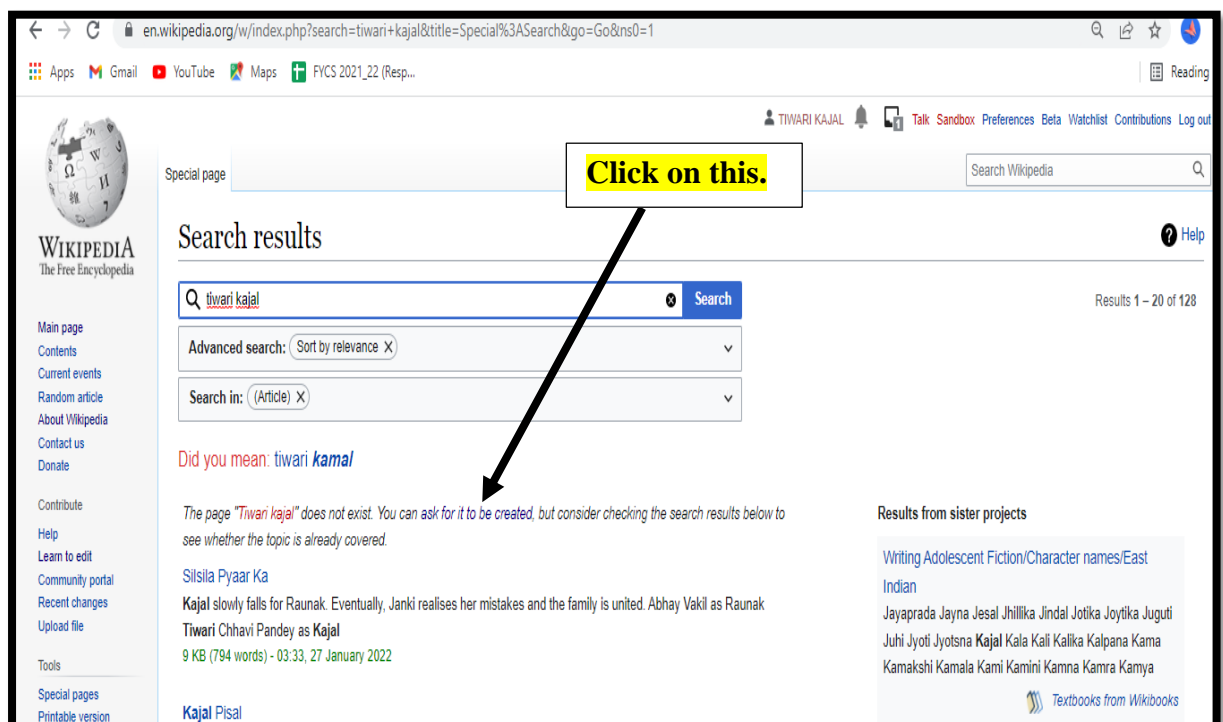 en.wikipedia.org/w/index.php?search=tiwari+kajal&title=Special%3ASearch&go=Go&ns0=1
Apps Gmail YouTube Maps FYCS 2021_22 (Resp... Reading
TIWARI KAJAL 1 Talk Sandbox Preferences Beta Watchlist Contributions Log out
Special page
Click on this.
Search Wikipedia
WIKIPEDIA
The Free Encyclopedia
Search results
Help
tiwari kajal Search
Results 1 – 20 of 128
Advanced search: Sort by relevance X
Search in: (Article) X
Main page
Contents
Current events
Random article
About Wikipedia
Contact us
Donate
Contribute
Help
Learn to edit
Community portal
Recent changes
Upload file
Tools
Special pages
Printable version
Did you mean: tiwari kamal
The page "Tiwari kajal" does not exist. You can ask for it to be created, but consider checking the search results below to
see whether the topic is already covered.
Silsila Pyaar Ka
Kajal slowly falls for Raunak. Eventually, Janki realises her mistakes and the family is united. Abhay Vakil as Raunak
Tiwari Chhavi Pandey as Kajal
9 KB (794 words) - 03:33, 27 January 2022
Kajal Pisal
Results from sister projects
Writing Adolescent Fiction/Character names/East
Indian
Jayaprada Jayna Jesal Jhillika Jindal Jotika Joytika Juguti
Juhi Jyoti Jyotsna Kajal Kala Kali Kalika Kalpana Kama
Kamakshi Kamala Kami Kamini Kamna Kamra Kamya
Textbooks from Wikibooks